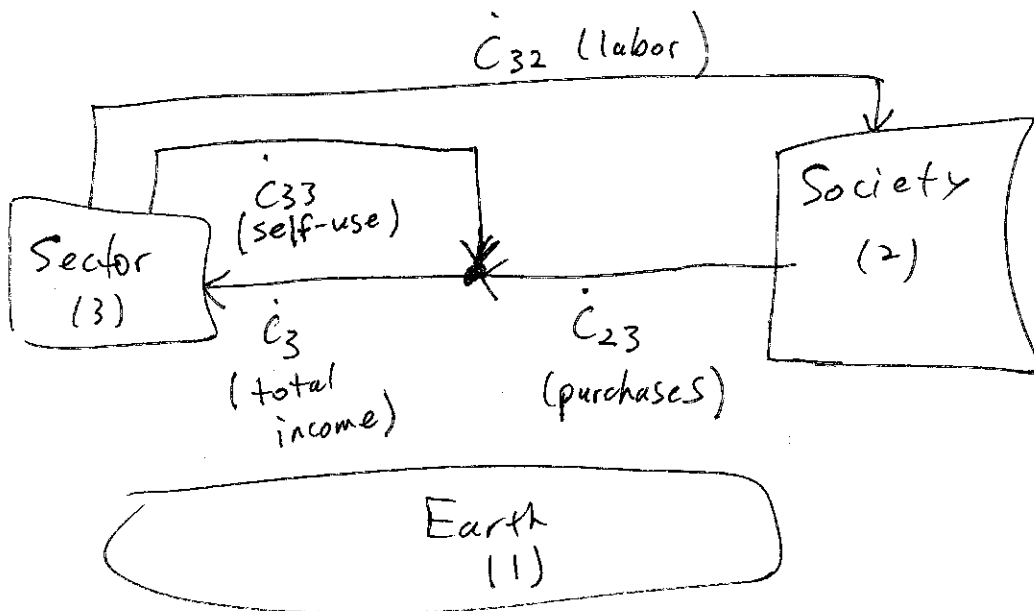 Ċ32 (labor)
Ċ33
(self-use)
Society
(2)
Sector
(3)
Ċ3
(total
income)
Ċ23
(purchases)
Earth
(1)